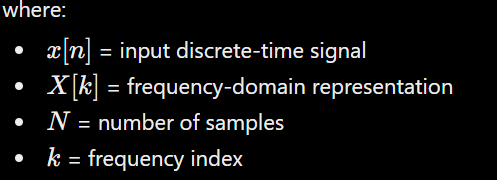 where:
• x[n] = input discrete-time signal
• X[k] = frequency-domain representation
• N = number of samples
• k = frequency index